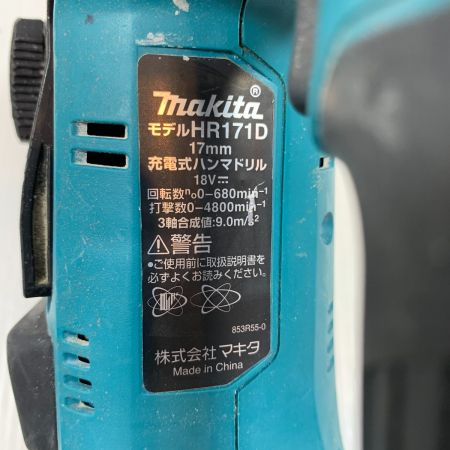 makita®
モデルHR171D
17mm
充電式ハンマドリル
18V⎓
回転数n₀0-680min⁻¹
打撃数0-4800min⁻¹
3軸合成値:9.0m/s²
⚠警告
•ご使用前に取扱説明書を
必ずよくお読みください。
853R55-0
株式会社マキタ
Made in China